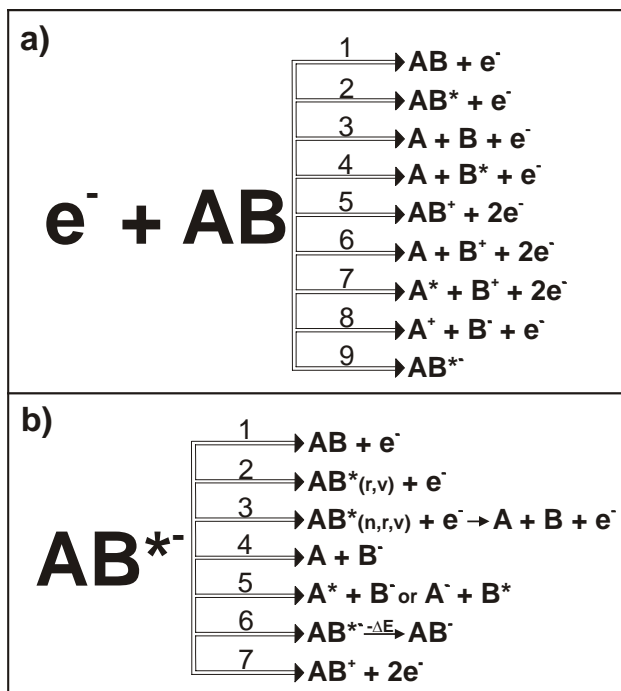 a)
e⁻ + AB
1 AB + e⁻
2 AB* + e⁻
3 A + B + e⁻
4 A + B* + e⁻
5 AB⁺ + 2e⁻
6 A + B⁺ + 2e⁻
7 A* + B⁺ + 2e⁻
8 A⁺ + B⁻ + e⁻
9 AB*⁻
b)
AB*⁻
1 AB + e⁻
2 AB*(r,v) + e⁻
3 AB*(n,r,v) + e⁻ → A + B + e⁻
4 A + B⁻
5 A* + B⁻ or A⁻ + B*
6 AB*⁻ -ΔE→ AB⁻
7 AB⁺ + 2e⁻